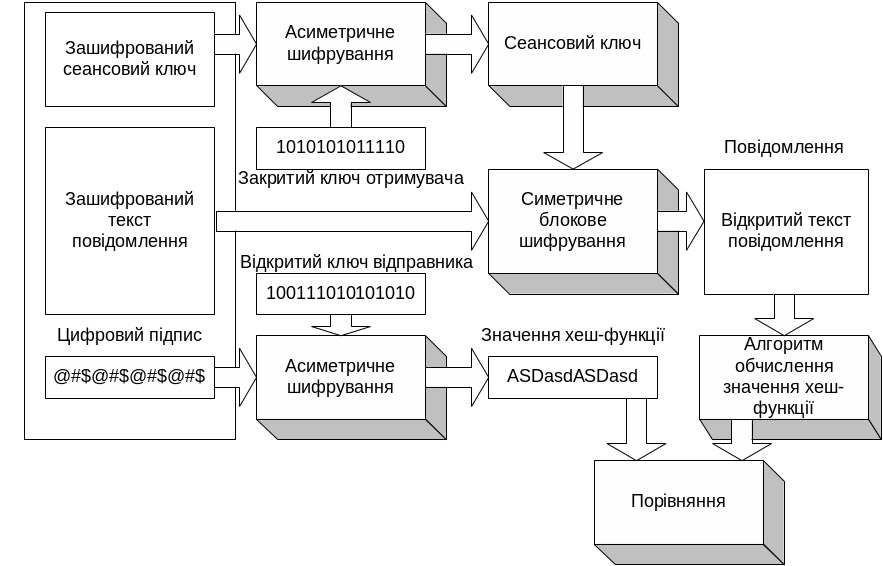 Зашифрований
сеансовий ключ
Асиметричне
шифрування
Сеансовий ключ
1010101011110
Закритий ключ отримувача
Повідомлення
Зашифрований
текст
повідомлення
Симетричне
блокове
шифрування
Відкритий текст
повідомлення
Відкритий ключ відправника
100111010101010
Цифровий підпис
@#$@#$@#$@#$
Асиметричне
шифрування
Значення хеш-функції
ASDasdASDasd
Алгоритм
обчислення
значення хеш-
функції
Порівняння